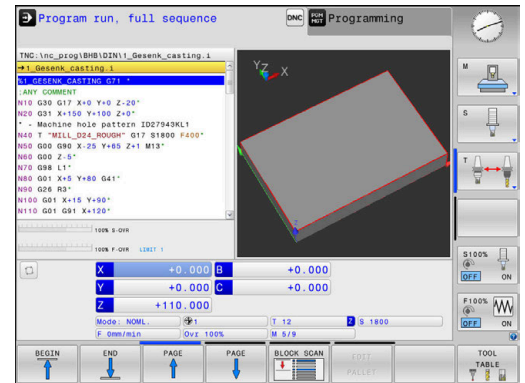 Program run, full sequence
DNC PGM MGT Programming
TNC:\nc_prog\BHB\DIN\1_Gesenk_casting.i
→1_Gesenk_casting.i
%1_GESENK_CASTING G71 *
;ANY COMMENT
N10 G30 G17 X+0 Y+0 Z-20*
N20 G31 X+150 Y+100 Z+0*
* - Machine hole pattern ID27943KL1
N40 T "MILL_D24_ROUGH" G17 S1800 F400*
N50 G00 G90 X-25 Y+65 Z+1 M13*
N60 G00 Z-5*
N70 G98 L1*
N80 G01 X+5 Y+80 G41*
N90 G26 R3*
N100 G01 X+15 Y+90*
N110 G01 G91 X+120*
Y Z X
Z
100% S-OVR
100% F-OVR LIMIT 1
X +0.000 B +0.000
Y +0.000 C +0.000
Z +110.000
Mode: NOML. 1 T 12 Z S 1800
F 0mm/min Ovr 100% M 5/9
M
S
T
S100%
OFF ON
F100%
OFF ON
BEGIN
END
PAGE
PAGE
BLOCK SCAN
EDIT
PALLET
TOOL
TABLE